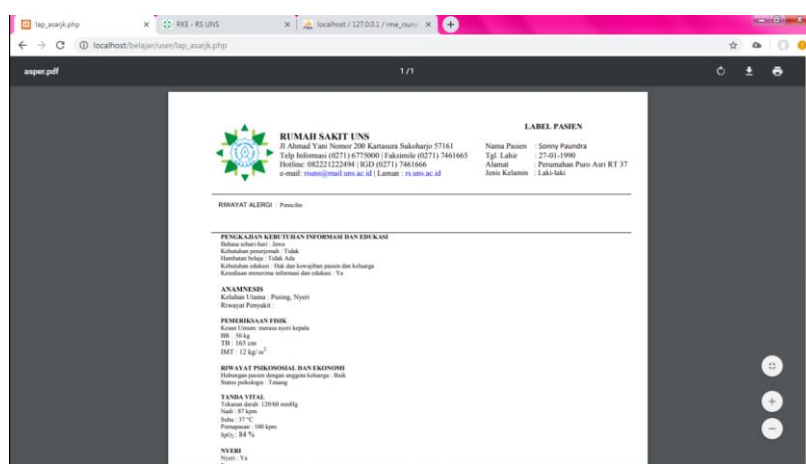 lap_asarjk.php
RKE - RS UNS
localhost / 127.0.0.1 / rme_rsuns
localhost/belajar/user/lap_asarjk.php
asper.pdf
1/1
RUMAH SAKIT UNS
Jl Ahmad Yani Nomor 200 Kartasura Sukoharjo 57161
Telp Informasi (0271) 6775000 | Faksimile (0271) 7461665
Hotline: 082221222494 | IGD (0271) 7461666
e-mail: rsuns@mail.uns.ac.id | Laman : rs.uns.ac.id
LABEL PASIEN
Nama Pasien : Sonny Paundra
Tgl. Lahir : 27-01-1990
Alamat : Perumahan Puro Asri RT 37
Jenis Kelamin : Laki-laki
RIWAYAT ALERGI : Penicilin
PENGKAJIAN KEBUTUHAN INFORMASI DAN EDUKASI
Bahasa sehari-hari : Jawa
Kebutuhan penerjemah : Tidak
Hambatan belaja : Tidak Ada
Kebutuhan edukasi : Hak dan kewajiban pasien dan keluarga
Kesediaan menerima informasi dan edukasi : Ya
ANAMNESIS
Keluhan Utama : Pusing, Nyeri
Riwayat Penyakit :
PEMERIKSAAN FISIK
Kesan Umum: merasa nyeri kepala
BB : 50 kg
TB : 165 cm
IMT : 12 kg/ m²
RIWAYAT PSIKOSOSIAL DAN EKONOMI
Hubungan pasien dengan anggota keluarga : Baik
Status psikologis : Tenang
TANDA VITAL
Tekanan darah: 120/60 mmHg
Nadi : 87 kpm
Suhu : 37 °C
Pernapasan : 100 kpm
SpO₂ : 84 %
NYERI
Nyeri : Ya